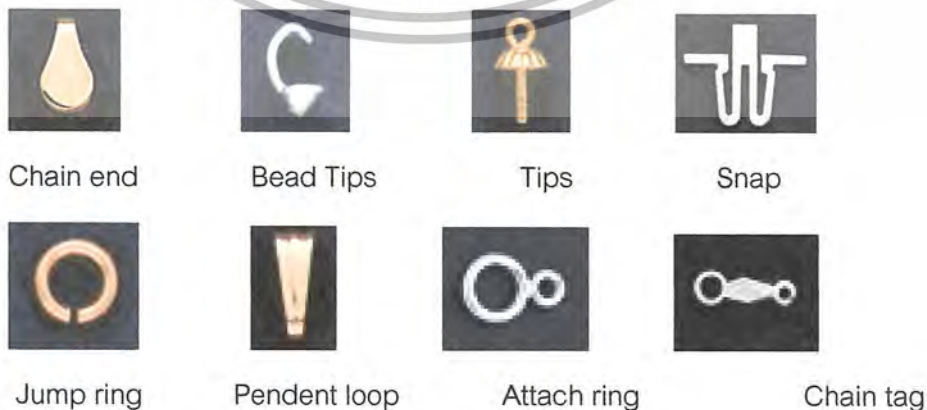 Chain end Bead Tips Tips Snap
Jump ring Pendent loop Attach ring Chain tag